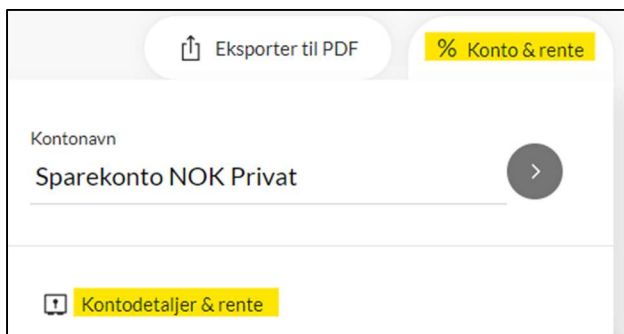 Eksporter til PDF
% Konto & rente
Kontonavn
Sparekonto NOK Privat
Kontodetaljer & rente